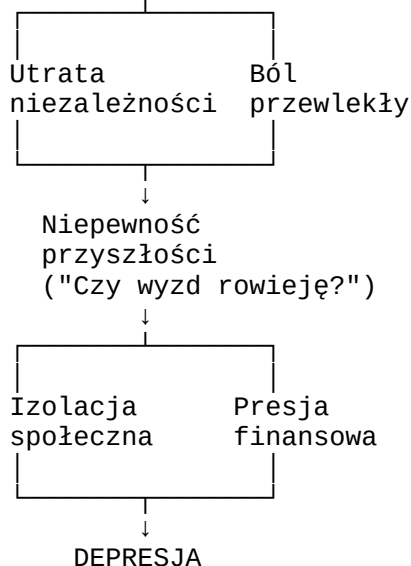 Utrata Ból
niezależności przewlekły
↓
Niepewność
przyszłości
("Czy wyzd rowieję?")
↓
Izolacja Presja
społeczna finansowa
↓
DEPRESJA